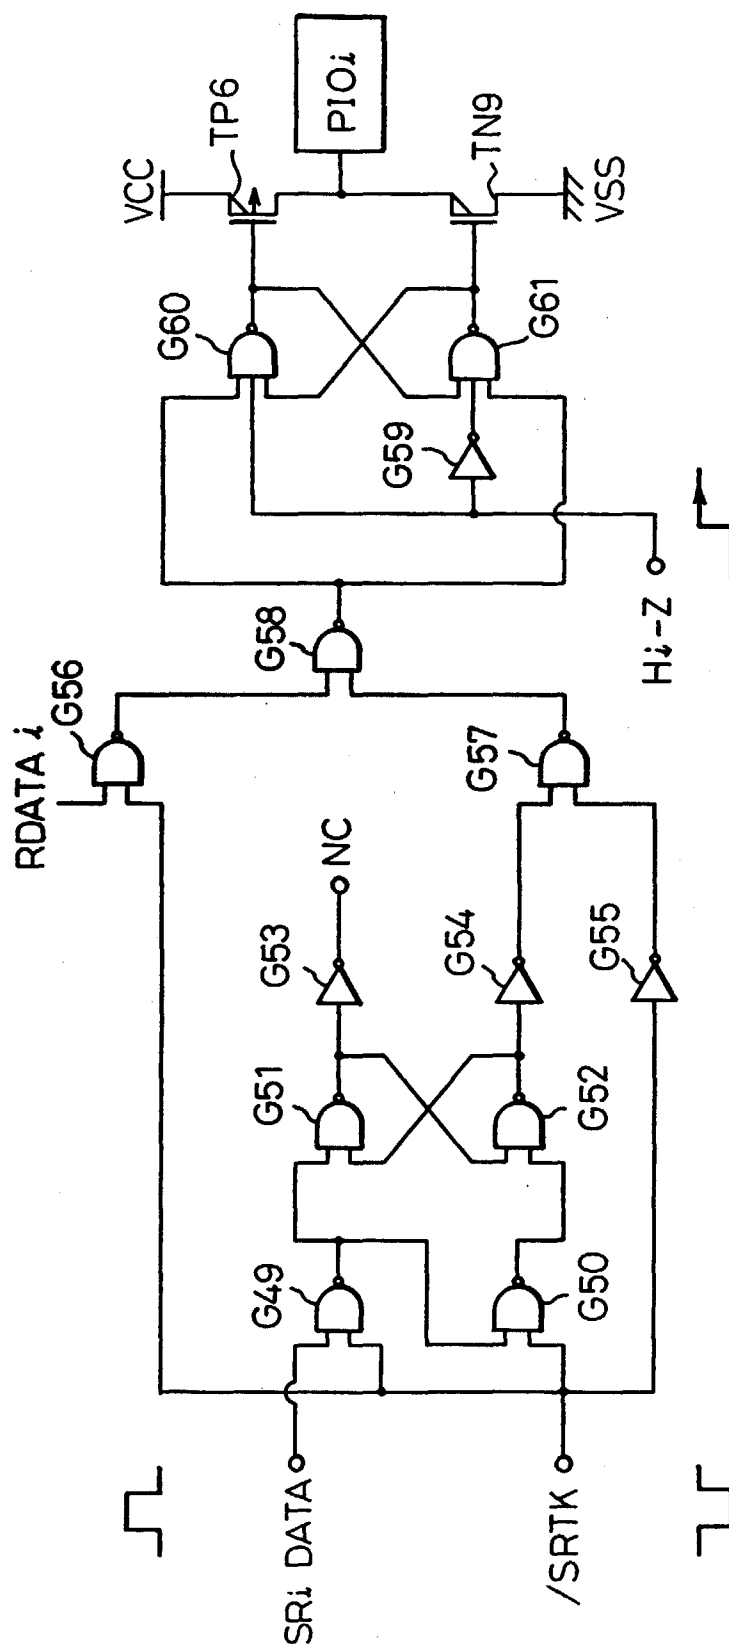 SRi DATA
/SRTK
G49
G50
G51
G52
G53
NC
G54
G55
RDATA i
G56
G57
G58
Hi-Z
G59
G60
G61
VCC
TP6
PIOi
TN9
VSS